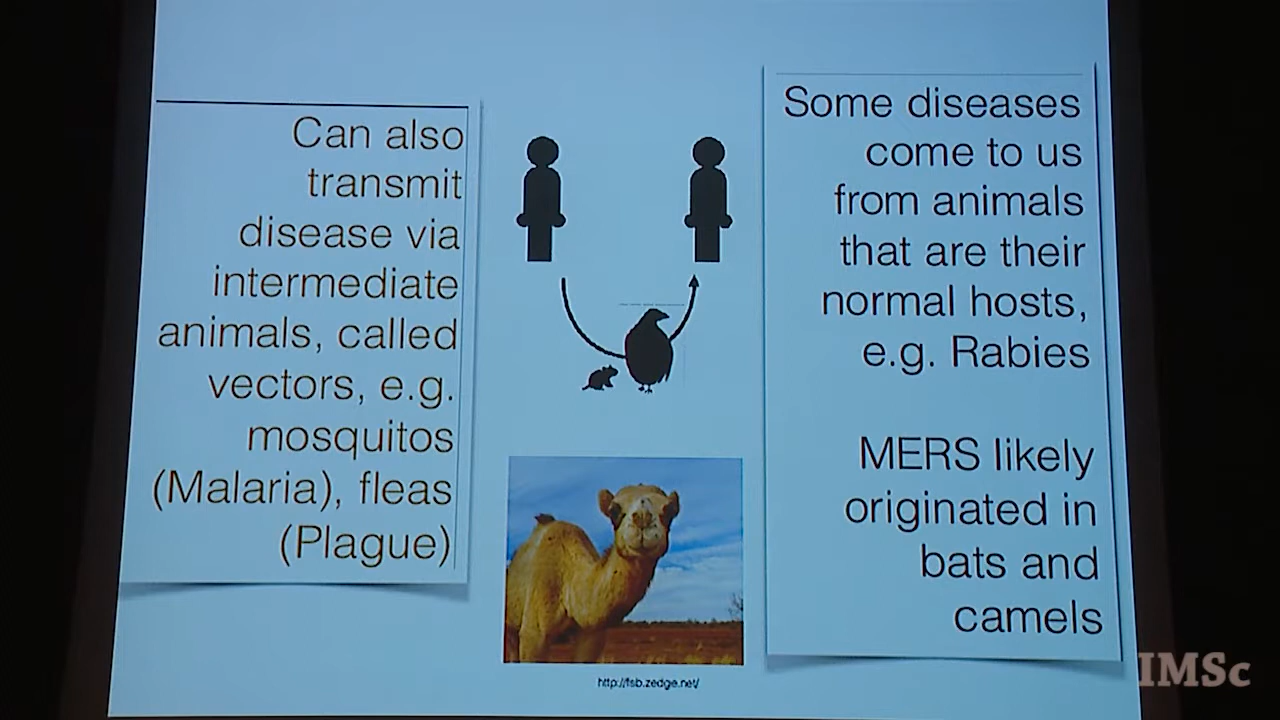 Can also
transmit
disease via
intermediate
animals, called
vectors, e.g.
mosquitos
(Malaria), fleas
(Plague)
Some diseases
come to us
from animals
that are their
normal hosts,
e.g. Rabies
MERS likely
originated in
bats and
camels
http://fsb.zedge.net/
IMSc